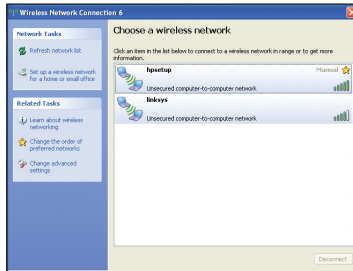 Wireless Network Connection 6
Network Tasks
Refresh network list
Set up a wireless network
for a home or small office
Related Tasks
Learn about wireless
networking
Change the order of
preferred networks
Change advanced
settings
Choose a wireless network
Click an item in the list below to connect to a wireless network in range or to get more
information.
hpsetup
Manual
Unsecured computer-to-computer network
linksys
Unsecured computer-to-computer network
Disconnect